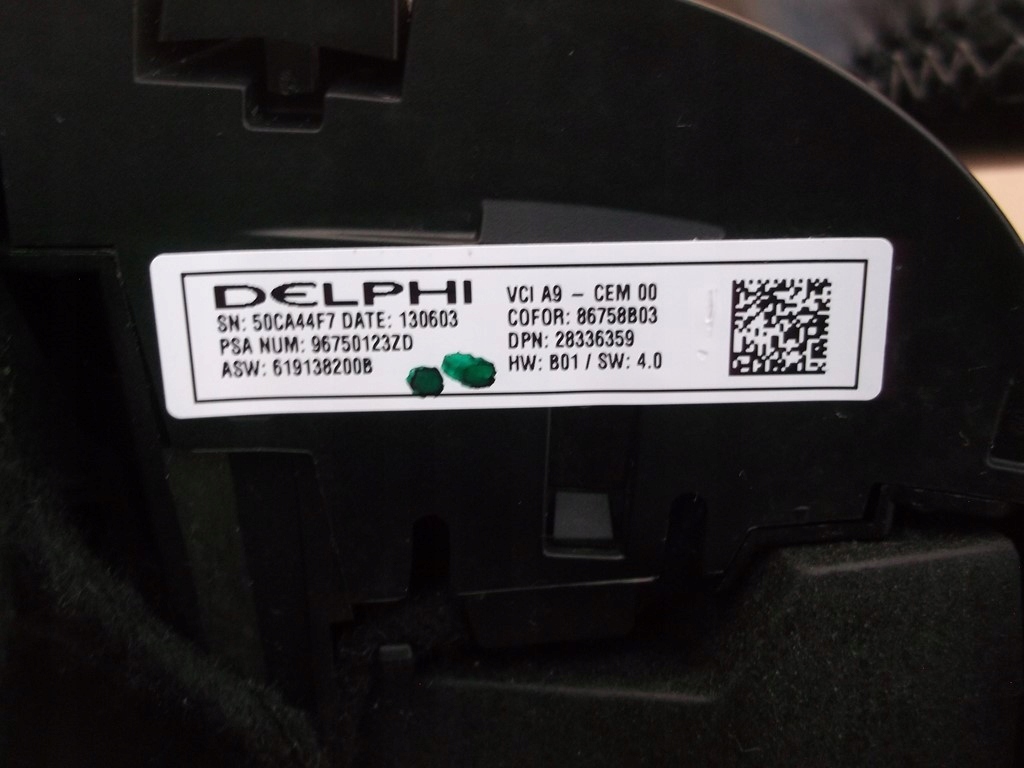 DELPHI
SN: 50CA44F7 DATE: 130603
PSA NUM: 96750123ZD
ASW: 619138200B
VCI A9 - CEM 00
COFOR: 86758B03
DPN: 28336359
HW: B01 / SW: 4.0